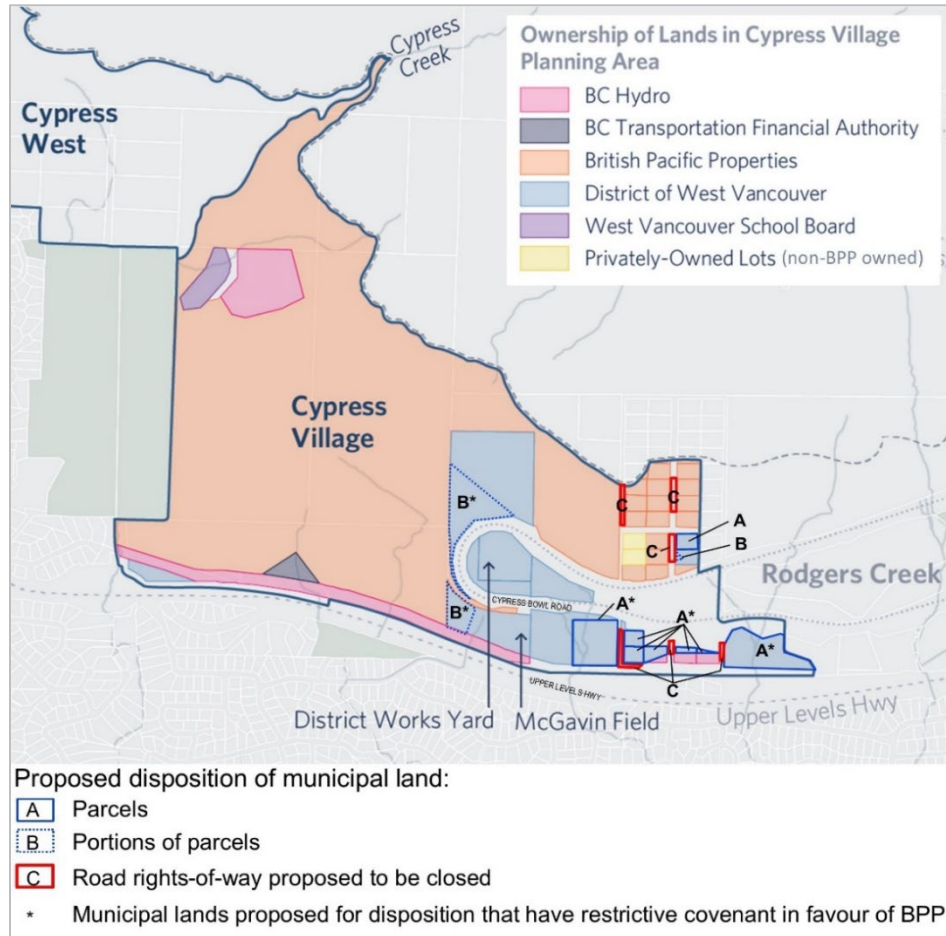 Cypress
Creek
Ownership of Lands in Cypress Village
Planning Area
BC Hydro
BC Transportation Financial Authority
British Pacific Properties
District of West Vancouver
West Vancouver School Board
Privately-Owned Lots (non-BPP owned)
Cypress
West
Cypress
Village
B*
C
C
A
C
B
Rodgers Creek
CYPRESS BOWL ROAD
A*
B*
A*
A*
C
UPPER LEVELS HWY
District Works Yard
McGavin Field
Upper Levels Hwy
Proposed disposition of municipal land:
A Parcels
B Portions of parcels
C Road rights-of-way proposed to be closed
* Municipal lands proposed for disposition that have restrictive covenant in favour of BPP